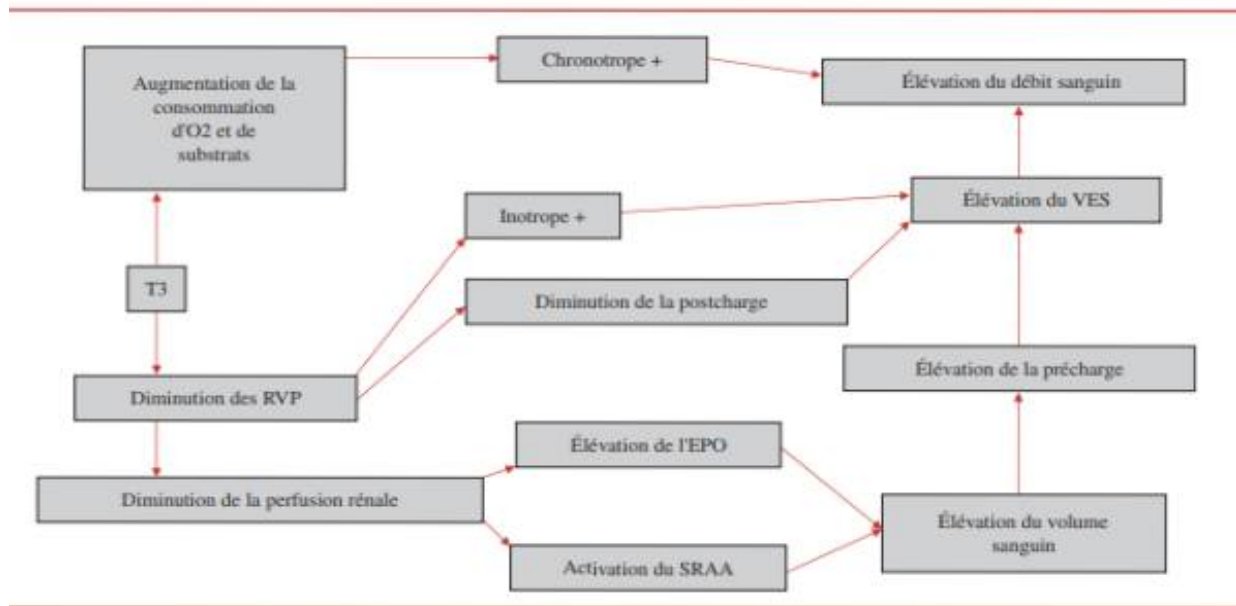 Augmentation de la
consommation
d'O2 et de
substrats
Chronotrope +
Élévation du débit sanguin
Inotrope +
Élévation du VES
T3
Diminution de la postcharge
Élévation de la précharge
Diminution des RVP
Élévation de l'EPO
Diminution de la perfusion rénale
Élévation du volume
sanguin
Activation du SRAA